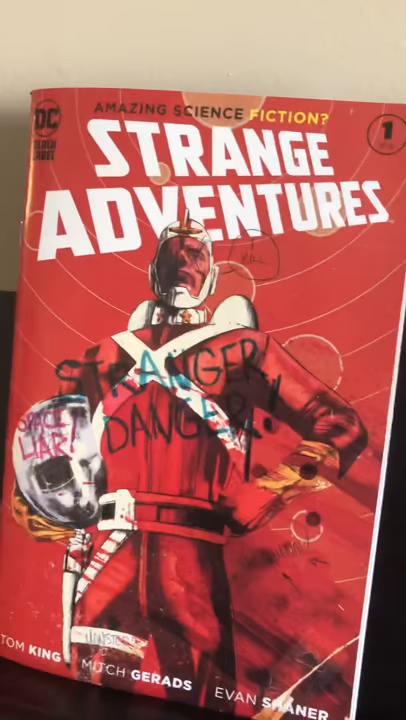 AMAZING SCIENCE FICTION?
DC
BLACK
LABEL
1
STRANGE
ADVENTURES
STRANGER
DANGER!
SPACE
LIAR!
TOM KING
MITCH GERADS
EVAN SHANER